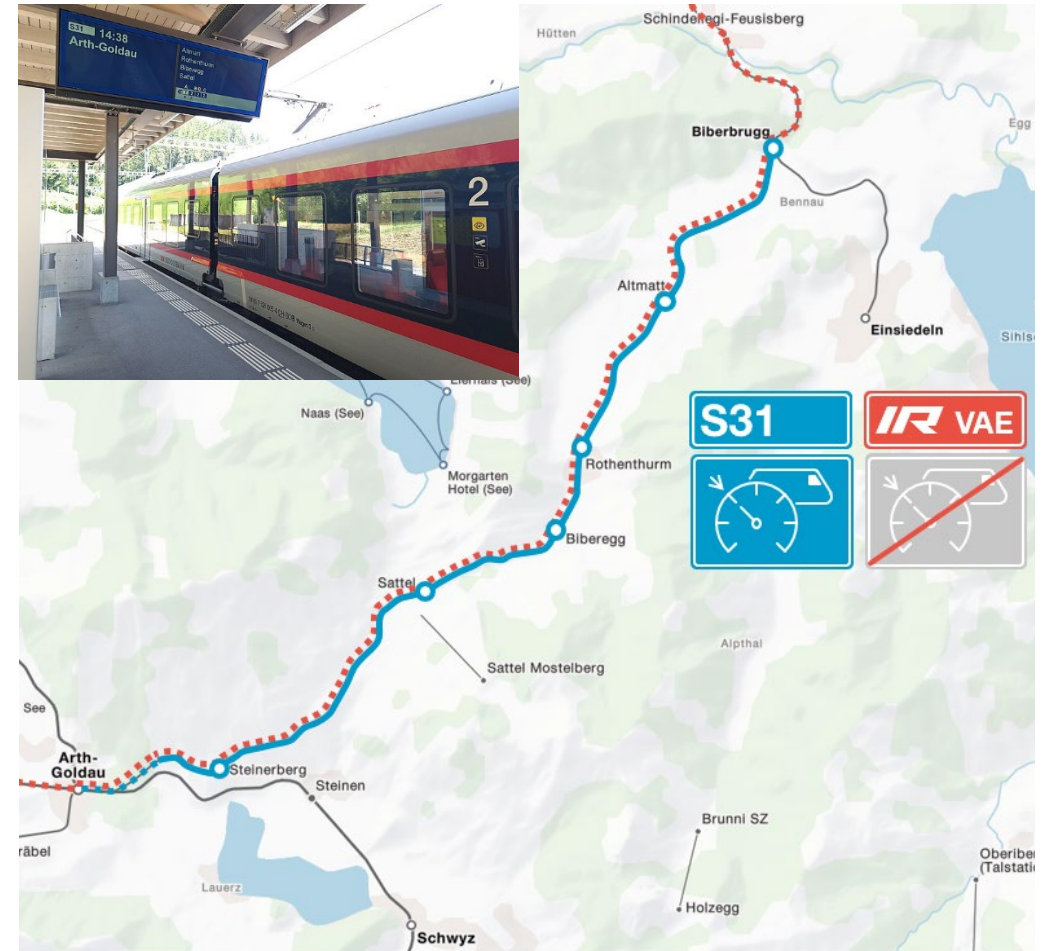 S31 14:38
Arth-Goldau
Altmatt
Rothenthurm
Biberegg
Sattel
2
Schindellegi-Feusisberg
Hütten
Egg
Biberbrugg
Bennau
Altmatt
Einsiedeln
Sihlse
Naas (See)
S31
IR VAE
Rothenthurm
Morgarten
Hotel (See)
Biberegg
Sattel
Alpthal
Sattel Mostelberg
See
Arth-
Goldau
Steinerberg
Steinen
Brunni SZ
räbel
Oberiber
(Talstatio
Lauerz
Holzegg
Schwyz